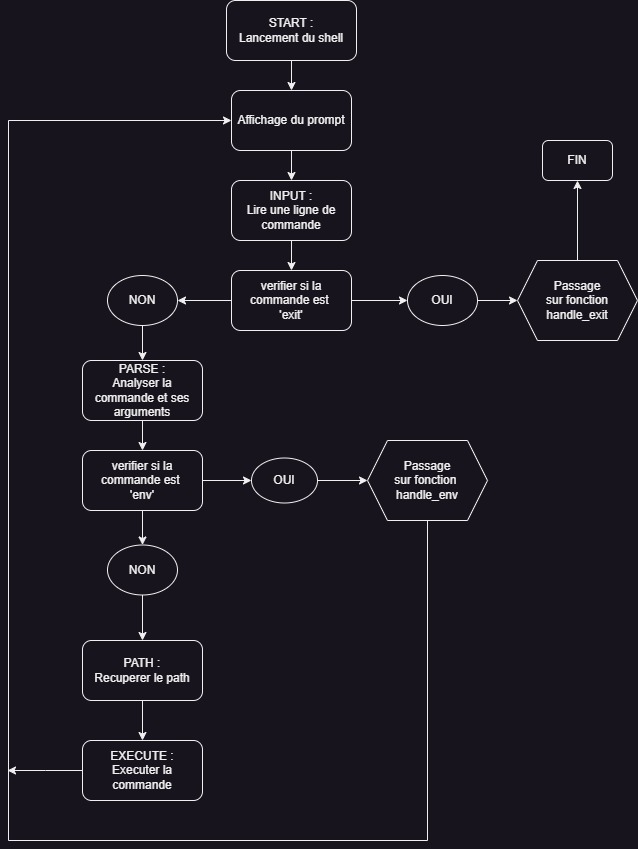 START :
Lancement du shell
Affichage du prompt
INPUT :
Lire une ligne de
commande
verifier si la
commande est
'exit'
NON
OUI
Passage
sur fonction
handle_exit
FIN
PARSE :
Analyser la
commande et ses
arguments
verifier si la
commande est
'env'
OUI
Passage
sur fonction
handle_env
NON
PATH :
Recuperer le path
EXECUTE :
Executer la
commande